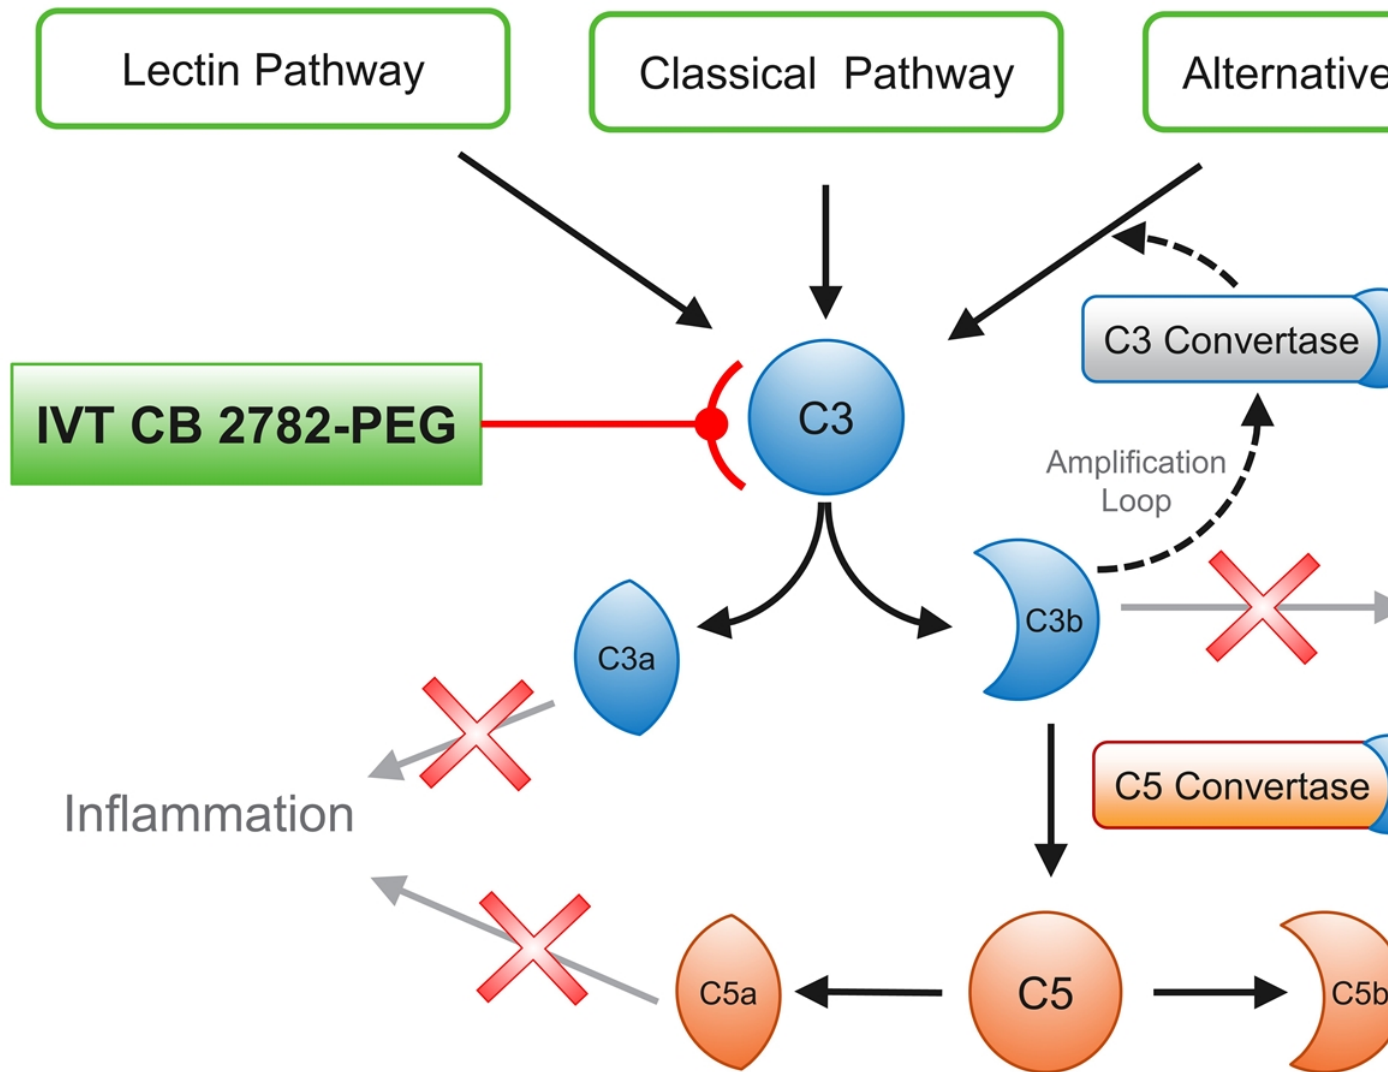 Lectin Pathway
Classical Pathway
Alternative
C3 Convertase
IVT CB 2782-PEG
C3
Amplification
Loop
C3a
C3b
Inflammation
C5 Convertase
C5a
C5
C5b